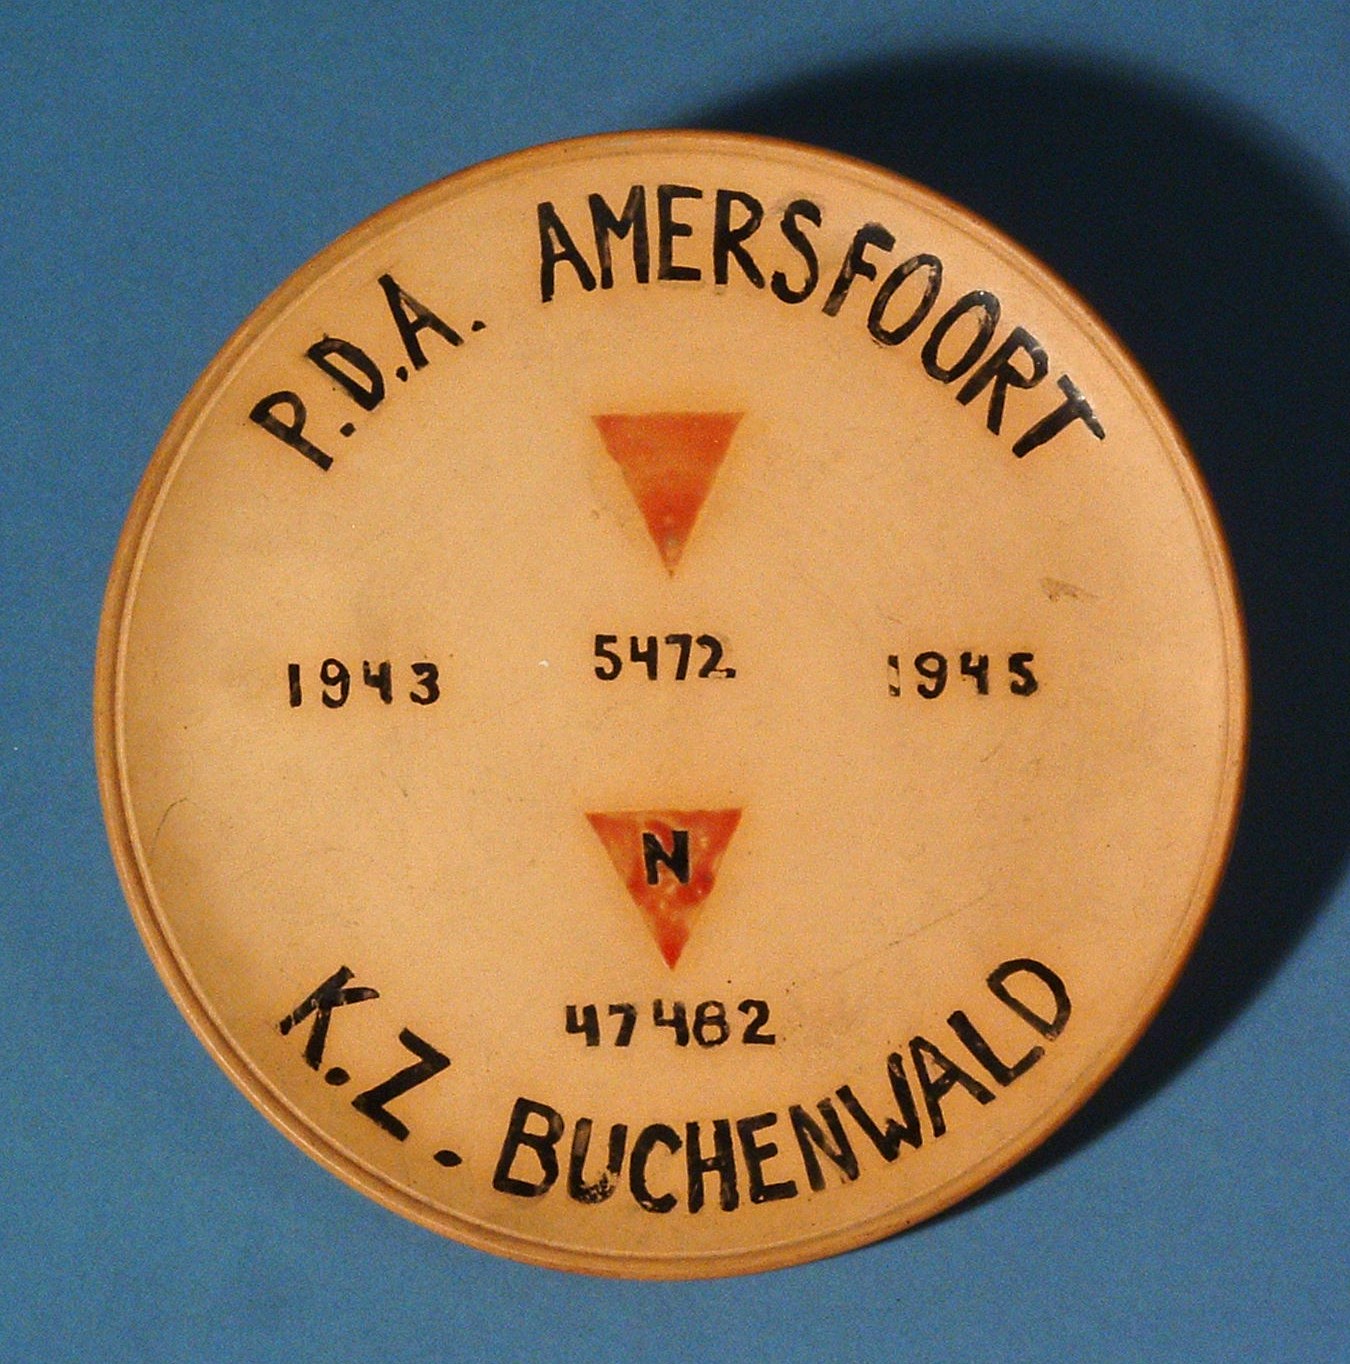 P.D.A. AMERSFOORT
1943 5472 1945
N
47482
K.Z. BUCHENWALD